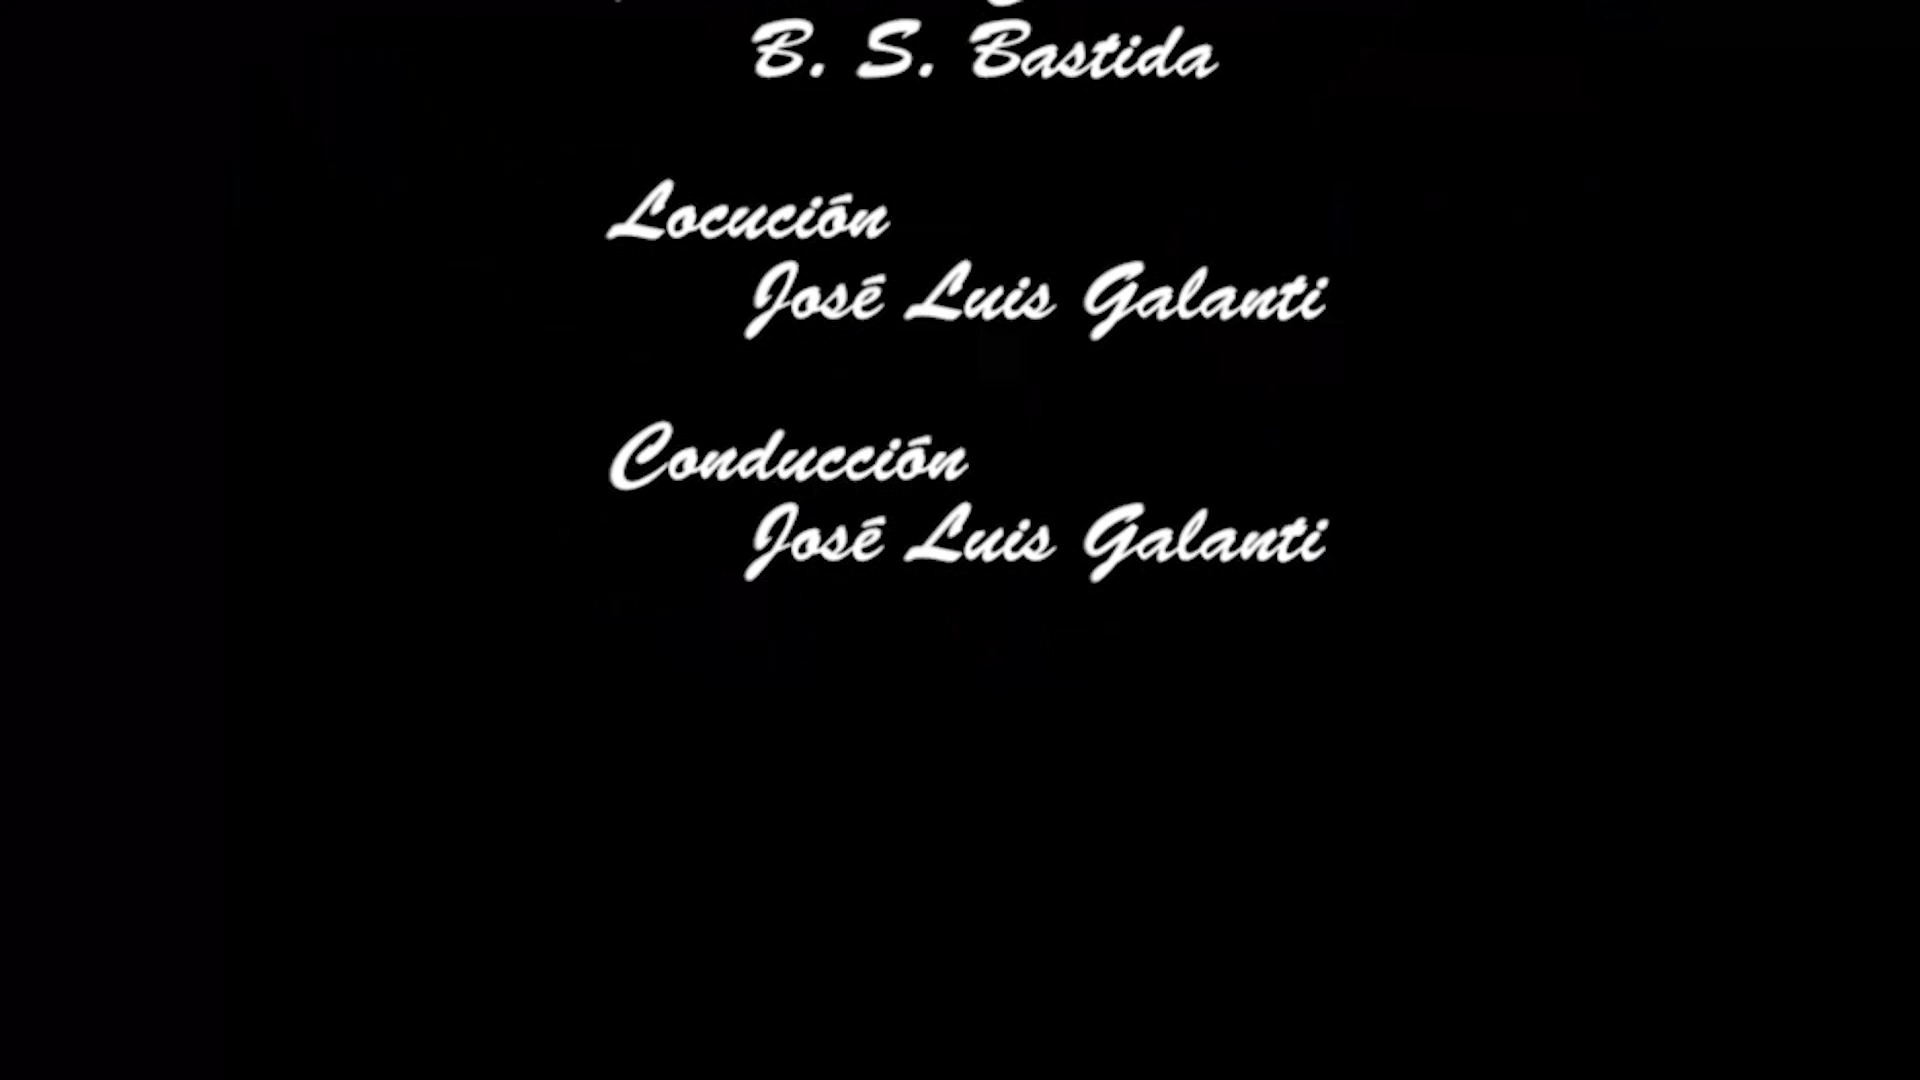 B. S. Bastida
Locución
José Luis Galanti
Conducción
José Luis Galanti